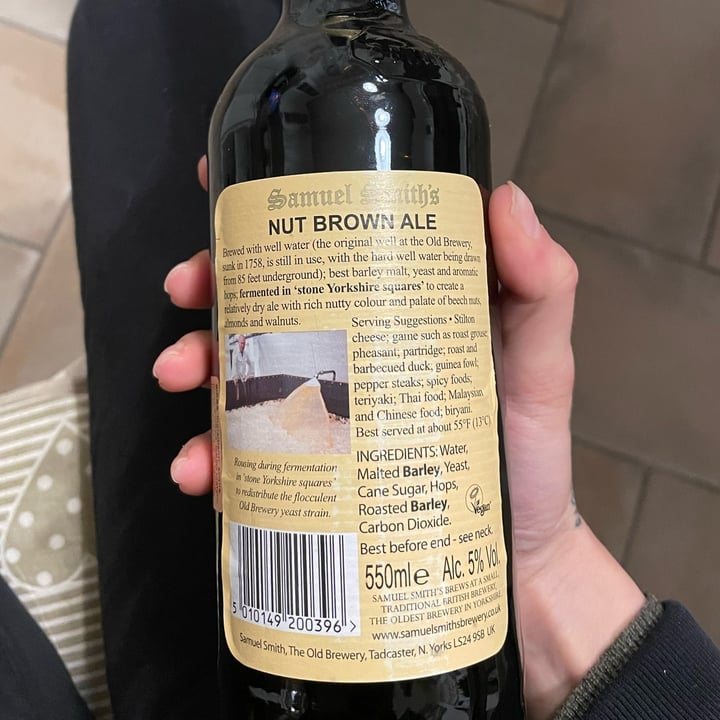 Samuel Smith's
NUT BROWN ALE
Brewed with well water (the original well at the Old Brewery,
sunk in 1758, is still in use, with the hard well water being drawn
from 85 feet underground); best barley malt, yeast and aromatic
hops; fermented in 'stone Yorkshire squares' to create a
relatively dry ale with rich nutty colour and palate of beech nuts,
almonds and walnuts.
Serving Suggestions • Stilton
cheese; game such as roast grouse,
pheasant; partridge; roast and
barbecued duck; guinea fowl;
pepper steaks; spicy foods;
teriyaki; Thai food; Malaysian
and Chinese food; biryani.
Best served at about 55°F (13°C)
Rousing during fermentation
in 'stone Yorkshire squares'
to redistribute the flocculent
Old Brewery yeast strain.
INGREDIENTS: Water,
Malted Barley, Yeast,
Cane Sugar, Hops,
Roasted Barley,
Carbon Dioxide.
Vegan
Best before end - see neck.
550ml e Alc. 5% Vol.
SAMUEL SMITH'S BREWS AT A SMALL,
TRADITIONAL BRITISH BREWERY,
THE OLDEST BREWERY IN YORKSHIRE.
www.samuelsmithsbrewery.co.uk
5 010149 200396 >
Samuel Smith, The Old Brewery, Tadcaster, N. Yorks LS24 9SB UK